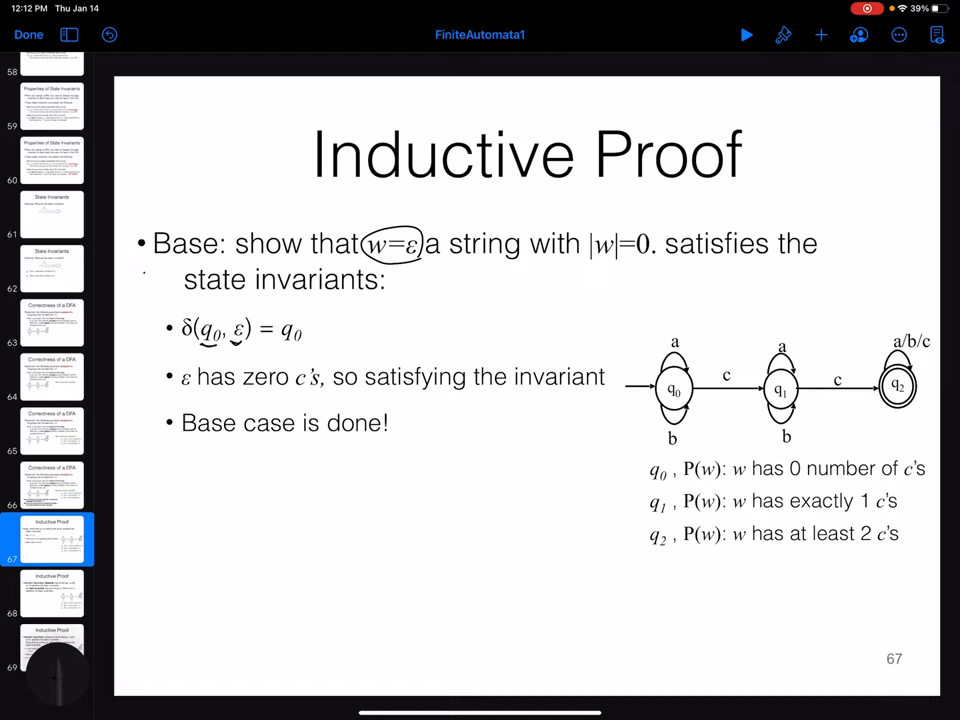 12:12 PM Thu Jan 14
39%
Done
FiniteAutomata1
58
Properties of State Invariants
59
Properties of State Invariants
60
State Invariants
61
State Invariants
62
Correctness of a DFA
63
Correctness of a DFA
64
Correctness of a DFA
65
Correctness of a DFA
66
Inductive Proof
67
Inductive Proof
68
Inductive Proof
69
Inductive Proof
• Base: show that w=ε, a string with |w|=0. satisfies the
state invariants:
• δ(q0, ε) = q0
• ε has zero c's, so satisfying the invariant
• Base case is done!
a a a/b/c
q0 c q1 c q2
b b
q0 , P(w): w has 0 number of c's
q1 , P(w): w has exactly 1 c's
q2 , P(w): w has at least 2 c's
67